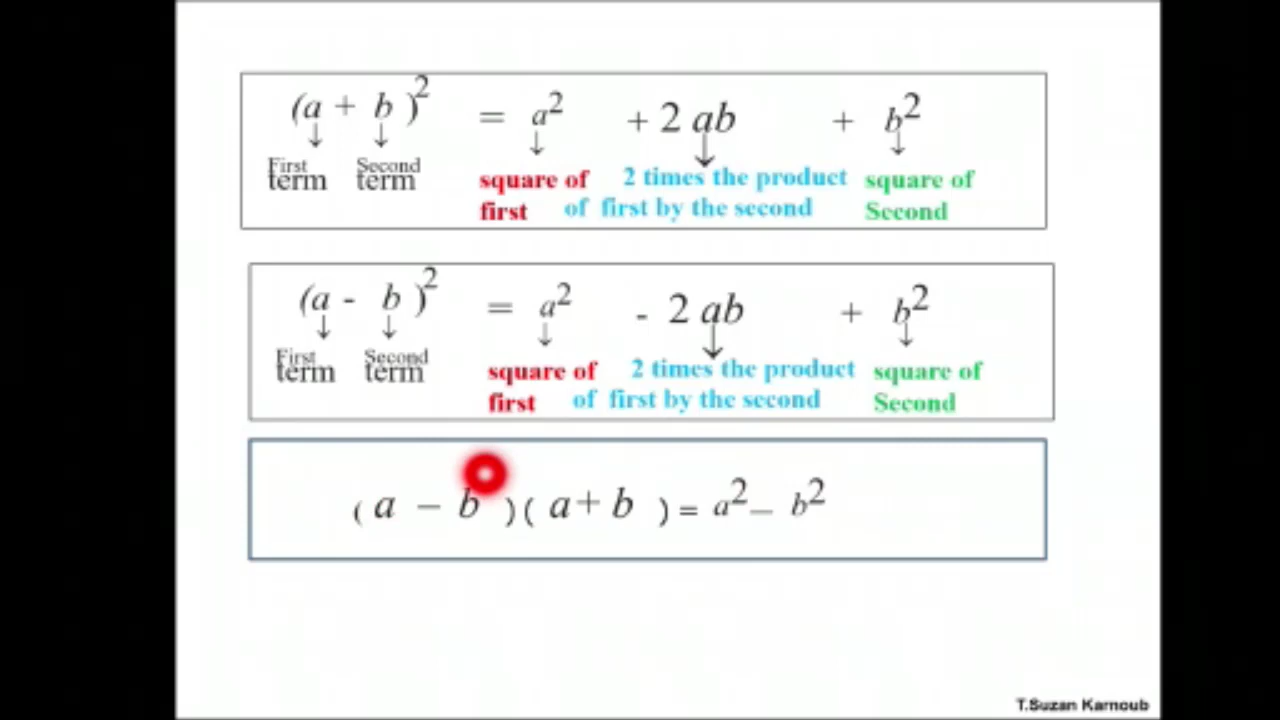 (a + b )² = a² + 2 ab + b²
First term Second term square of first 2 times the product of first by the second square of Second
(a - b )² = a² - 2 ab + b²
First term Second term square of first 2 times the product of first by the second square of Second
( a – b )( a+ b ) = a² – b²
T.Suzan Karnoub